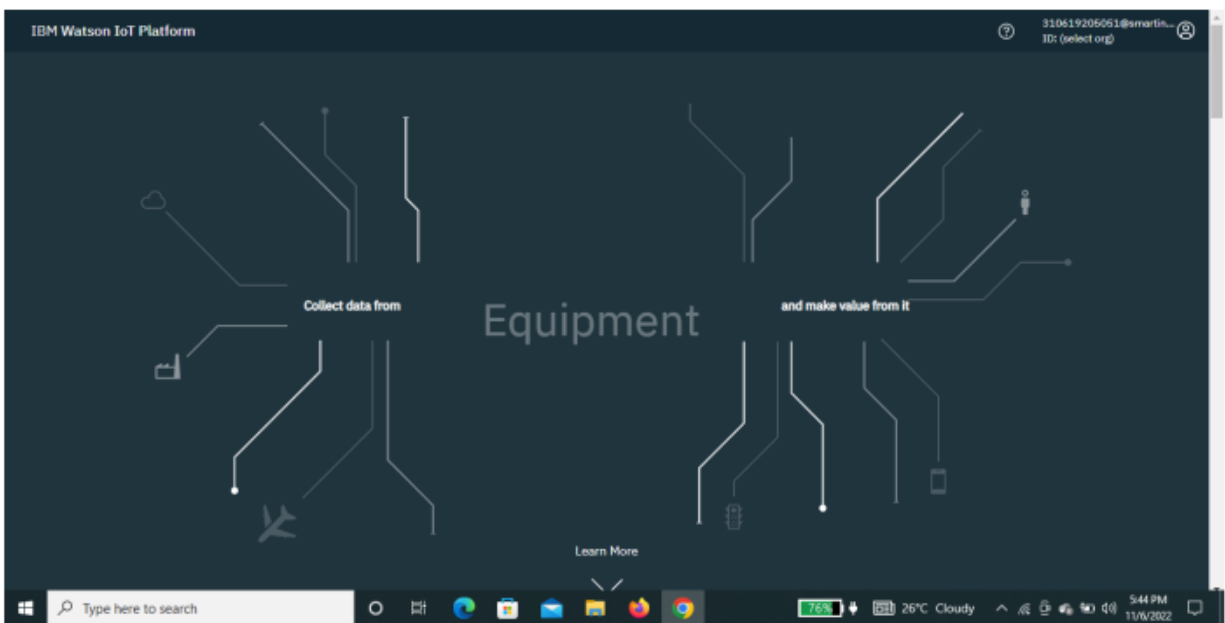 IBM Watson IoT Platform
310619205051@smartin...
ID: (select org)
Collect data from
Equipment
and make value from it
Learn More
Type here to search
76%
26°C Cloudy
5:44 PM
11/6/2022